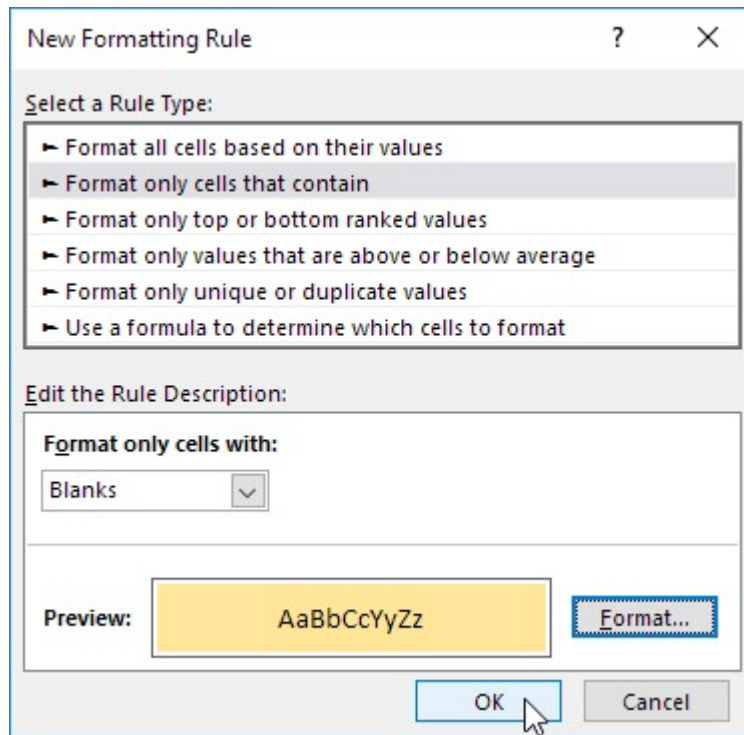 New Formatting Rule ?
Select a Rule Type:
► Format all cells based on their values
► Format only cells that contain
► Format only top or bottom ranked values
► Format only values that are above or below average
► Format only unique or duplicate values
► Use a formula to determine which cells to format
Edit the Rule Description:
Format only cells with:
Blanks
Preview: AaBbCcYyZz Format...
OK Cancel